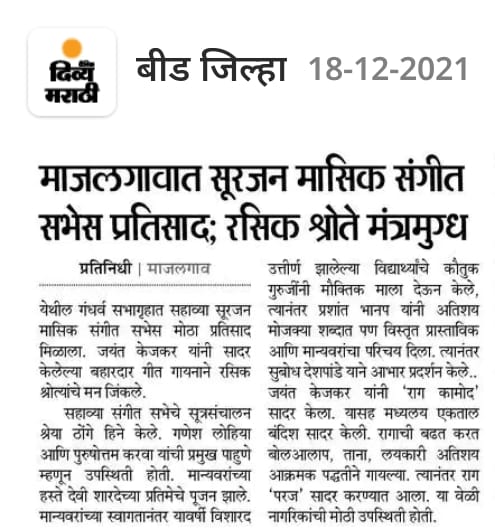 दिव्य
मराठी
बीड जिल्हा 18-12-2021
माजलगावात सूरजन मासिक संगीत
सभेस प्रतिसाद; रसिक श्रोते मंत्रमुग्ध
प्रतिनिधी | माजलगाव
येथील गंधर्व सभागृहात सहाव्या सूरजन
मासिक संगीत सभेस मोठा प्रतिसाद
मिळाला. जयंत केजकर यांनी सादर
केलेल्या बहारदार गीत गायनाने रसिक
श्रोत्यांचे मन जिंकले.
सहाव्या संगीत सभेचे सूत्रसंचालन
श्रेया ठोंगे हिने केले. गणेश लोहिया
आणि पुरुषोत्तम करवा यांची प्रमुख पाहुणे
म्हणून उपस्थिती होती. मान्यवरांच्या
हस्ते देवी शारदेच्या प्रतिमेचे पूजन झाले.
मान्यवरांच्या स्वागतानंतर यावर्षी विशारद
उत्तीर्ण झालेल्या विद्यार्थ्यांचे कौतुक
गुरुजींनी मौक्तिक माला देऊन केले,
त्यानंतर प्रशांत भानप यांनी अतिशय
मोजक्या शब्दात पण विस्तृत प्रास्ताविक
आणि मान्यवरांचा परिचय दिला. त्यानंतर
सुबोध देशपांडे याने आभार प्रदर्शन केले..
जयंत केजकर यांनी 'राग कामोद'
सादर केला. यासह मध्यलय एकताल
बंदिश सादर केली. रागाची बढत करत
बोलआलाप, ताना, लयकारी अतिशय
आक्रमक पद्धतीने गायल्या. त्यानंतर राग
'परज' सादर करण्यात आला. या वेळी
नागरिकांची मोठी उपस्थिती होती.